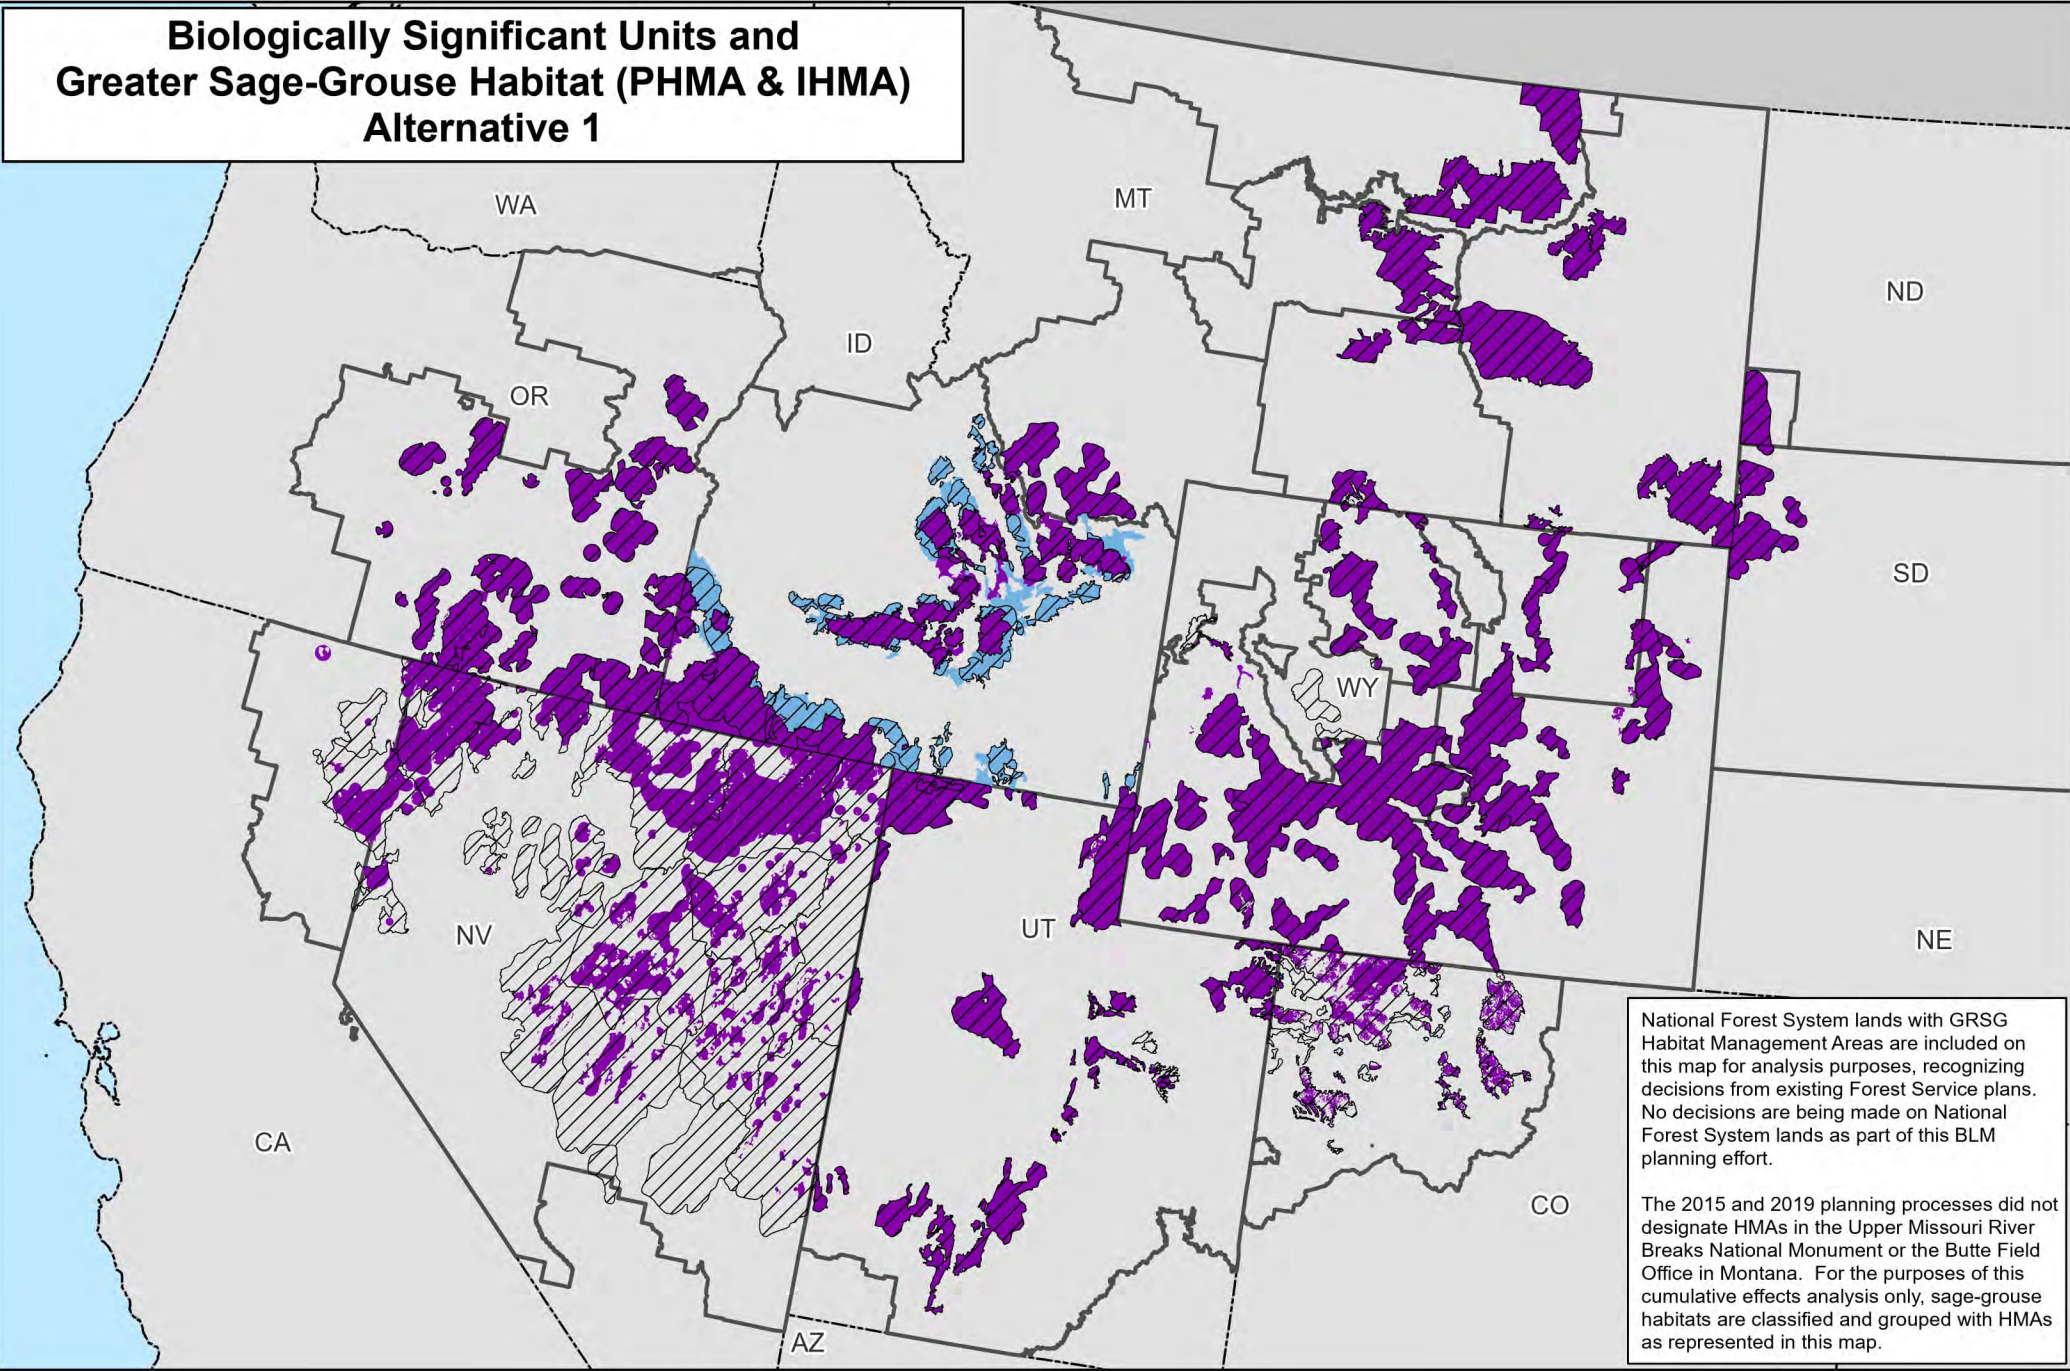 Biologically Significant Units and
Greater Sage-Grouse Habitat (PHMA & IHMA)
Alternative 1
WA
MT
ND
ID
OR
SD
WY
NV
UT
NE
CA
CO
AZ
National Forest System lands with GRSG
Habitat Management Areas are included on
this map for analysis purposes, recognizing
decisions from existing Forest Service plans.
No decisions are being made on National
Forest System lands as part of this BLM
planning effort.
The 2015 and 2019 planning processes did not
designate HMAs in the Upper Missouri River
Breaks National Monument or the Butte Field
Office in Montana.  For the purposes of this
cumulative effects analysis only, sage-grouse
habitats are classified and grouped with HMAs
as represented in this map.